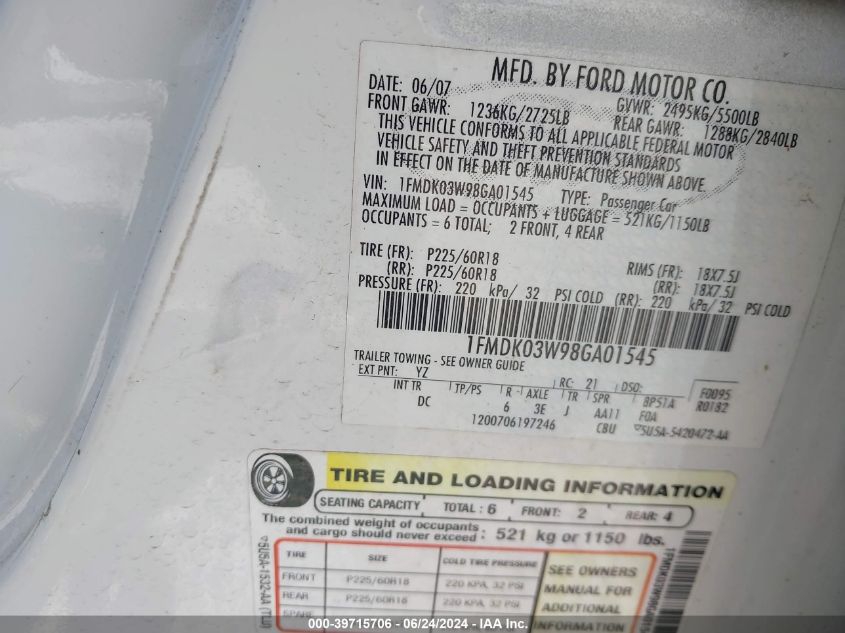 MFD. BY FORD MOTOR CO.
DATE: 06/07 GVWR: 2495KG/5500LB
FRONT GAWR: 1236KG/2725LB REAR GAWR: 1288KG/2840LB
THIS VEHICLE CONFORMS TO ALL APPLICABLE FEDERAL MOTOR
VEHICLE SAFETY AND THEFT PREVENTION STANDARDS
IN EFFECT ON THE DATE OF MANUFACTURE SHOWN ABOVE
VIN: 1FMDK03W98GA01545 TYPE: Passenger Car
MAXIMUM LOAD = OCCUPANTS + LUGGAGE = 521KG/1150LB
OCCUPANTS = 6 TOTAL; 2 FRONT, 4 REAR
TIRE (FR): P225/60R18 RIMS (FR): 18X7.5J
(RR): P225/60R18 (RR): 18X7.5J
PRESSURE (FR): 220 kPa/ 32 PSI COLD (RR): 220 kPa/ 32 PSI COLD
1FMDK03W98GA01545
TRAILER TOWING - SEE OWNER GUIDE
EXT PNT: YZ RC: 21 DSO: F0095
INT TR TP/PS R AXLE TR SPR BPS1A R0182
DC 6 3E J AA11 FOA
1200706197246 CBU 5U5A-5420472-AA
TIRE AND LOADING INFORMATION
SEATING CAPACITY TOTAL : 6 FRONT: 2 REAR: 4
The combined weight of occupants
and cargo should never exceed : 521 kg or 1150 lbs.
TIRE SIZE COLD TIRE PRESSURE
FRONT P225/60R18 220 KPA, 32 PSI
REAR P225/60R18 220 KPA, 32 PSI
SPARE
SEE OWNERS
MANUAL FOR
ADDITIONAL
INFORMATION
5U5A-1532-AA (TLU)
000-39715706 - 06/24/2024 - IAA.com